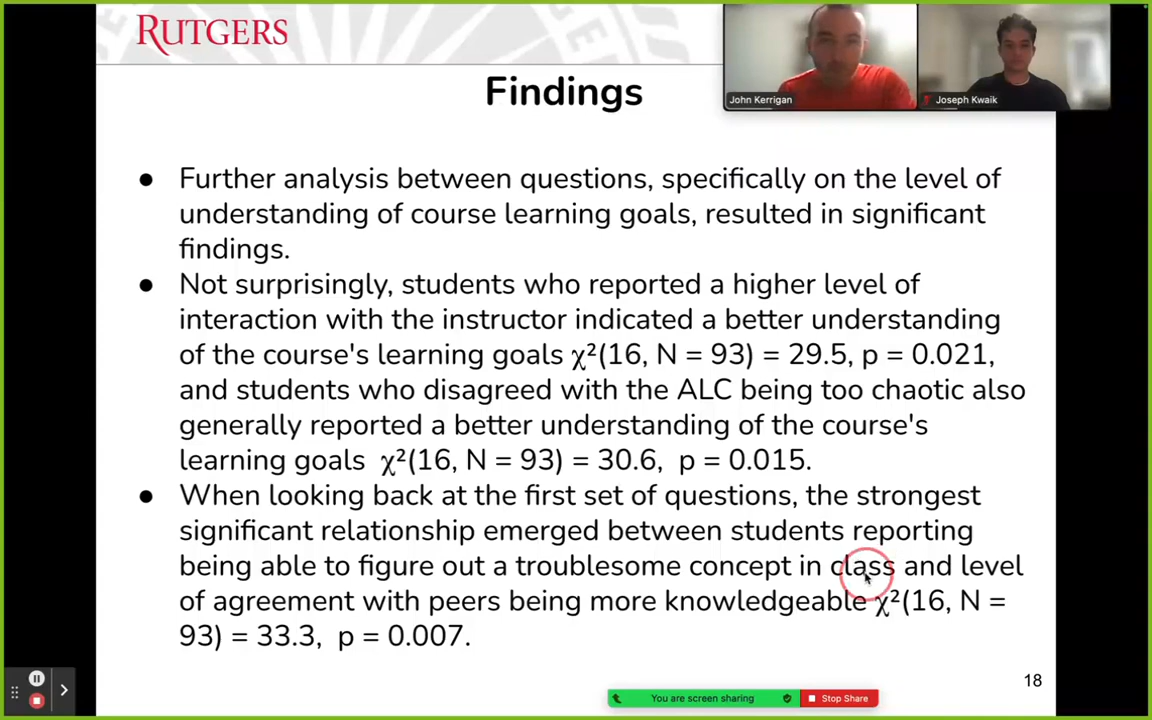 RUTGERS
Findings
John Kerrigan
Joseph Kwaik
● Further analysis between questions, specifically on the level of
understanding of course learning goals, resulted in significant
findings.
● Not surprisingly, students who reported a higher level of
interaction with the instructor indicated a better understanding
of the course's learning goals χ²(16, N = 93) = 29.5, p = 0.021,
and students who disagreed with the ALC being too chaotic also
generally reported a better understanding of the course's
learning goals χ²(16, N = 93) = 30.6, p = 0.015.
● When looking back at the first set of questions, the strongest
significant relationship emerged between students reporting
being able to figure out a troublesome concept in class and level
of agreement with peers being more knowledgeable χ²(16, N =
93) = 33.3, p = 0.007.
18
You are screen sharing
Stop Share